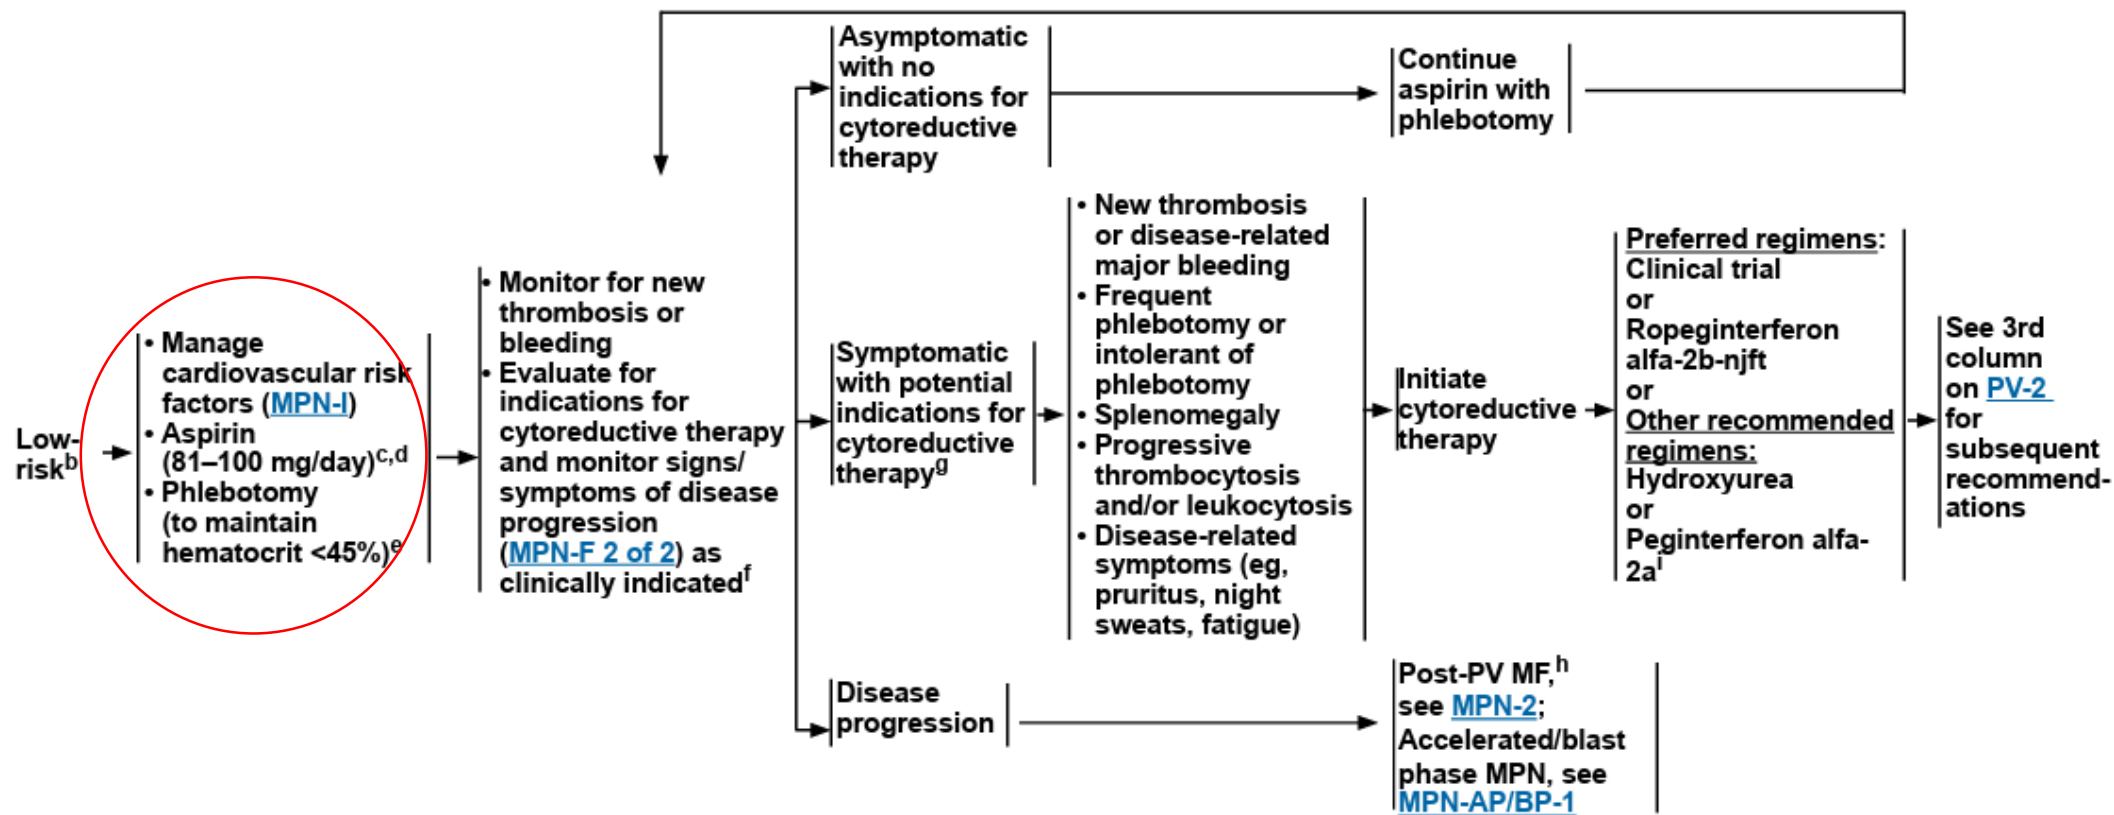 Low-
risk^b
• Manage
cardiovascular risk
factors (MPN-I)
• Aspirin
(81–100 mg/day)^c,d
• Phlebotomy
(to maintain
hematocrit <45%)^e
• Monitor for new
thrombosis or
bleeding
• Evaluate for
indications for
cytoreductive therapy
and monitor signs/
symptoms of disease
progression
(MPN-F 2 of 2) as
clinically indicated^f
Asymptomatic
with no
indications for
cytoreductive
therapy
Continue
aspirin with
phlebotomy
Symptomatic
with potential
indications for
cytoreductive
therapy^g
• New thrombosis
or disease-related
major bleeding
• Frequent
phlebotomy or
intolerant of
phlebotomy
• Splenomegaly
• Progressive
thrombocytosis
and/or leukocytosis
• Disease-related
symptoms (eg,
pruritus, night
sweats, fatigue)
Initiate
cytoreductive
therapy
Preferred regimens:
Clinical trial
or
Ropeginterferon
alfa-2b-njft
or
Other recommended
regimens:
Hydroxyurea
or
Peginterferon alfa-
2a^i
See 3rd
column
on PV-2
for
subsequent
recommend-
ations
Disease
progression
Post-PV MF,^h
see MPN-2;
Accelerated/blast
phase MPN, see
MPN-AP/BP-1